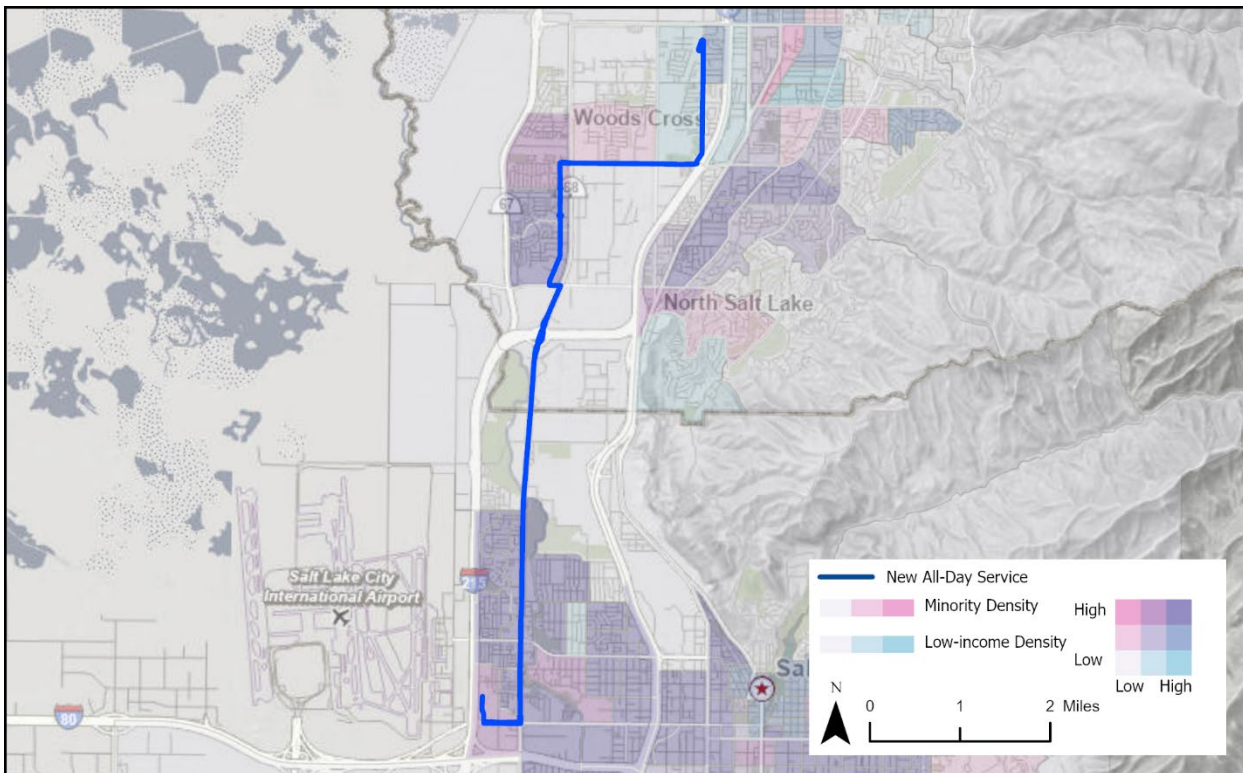 Woods Cross
68
67
North Salt Lake
Salt Lake City
International Airport
215
80
New All-Day Service
Minority Density
Low-income Density
High
Low
Low High
N
0 1 2 Miles
Sal